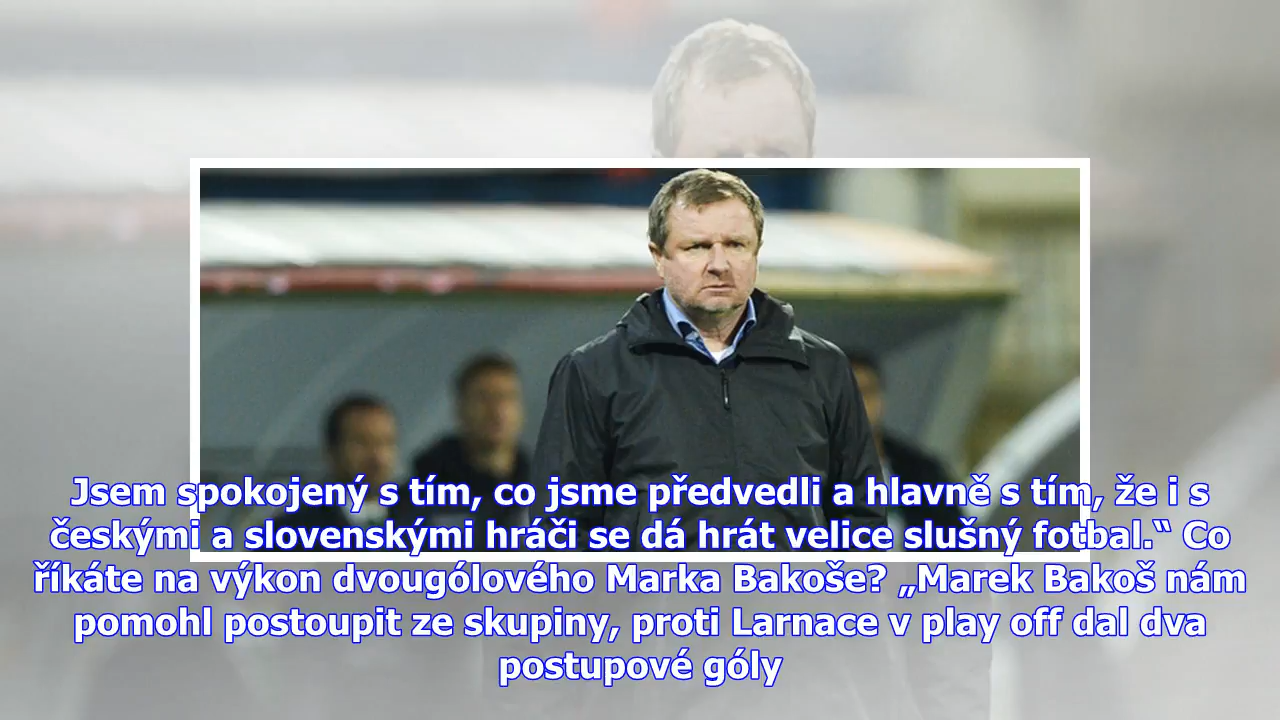 Jsem spokojený s tím, co jsme předvedli a hlavně s tím, že i s
českými a slovenskými hráči se dá hrát velice slušný fotbal.“ Co
říkáte na výkon dvougólového Marka Bakoše? „Marek Bakoš nám
pomohl postoupit ze skupiny, proti Larnace v play off dal dva
postupové góly